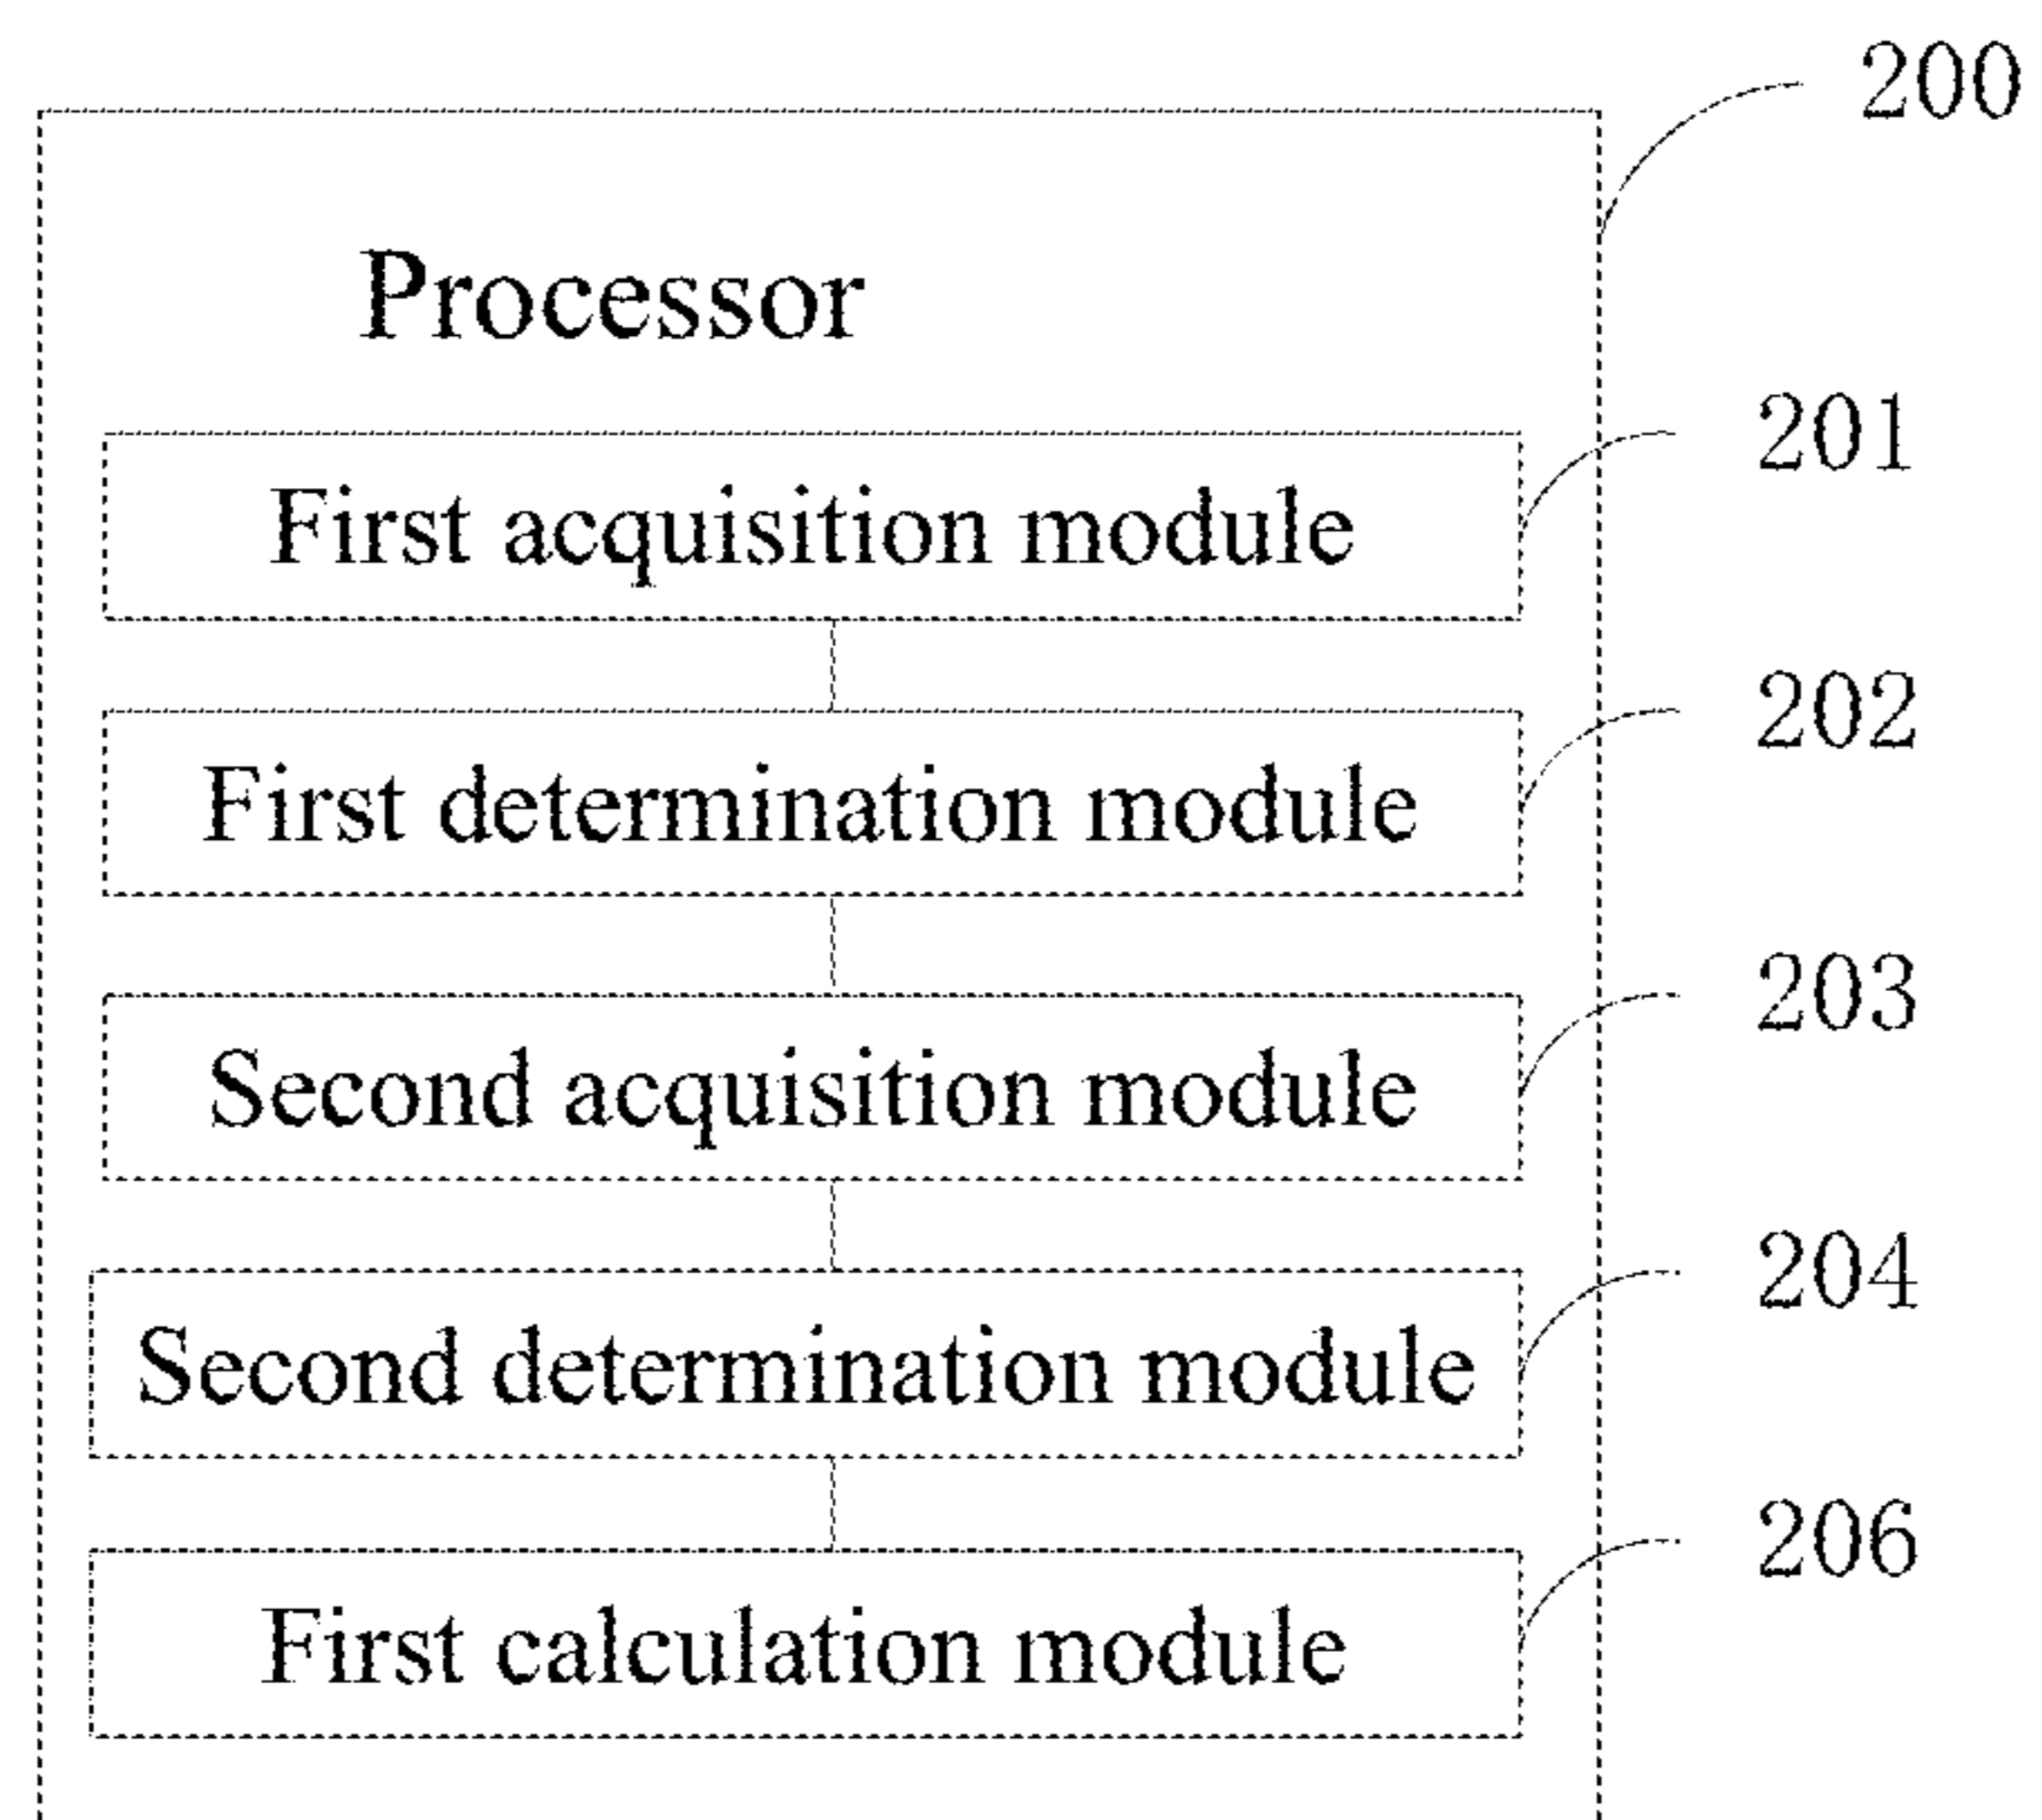 200
Processor
201
First acquisition module
202
First determination module
203
Second acquisition module
204
Second determination module
206
First calculation module